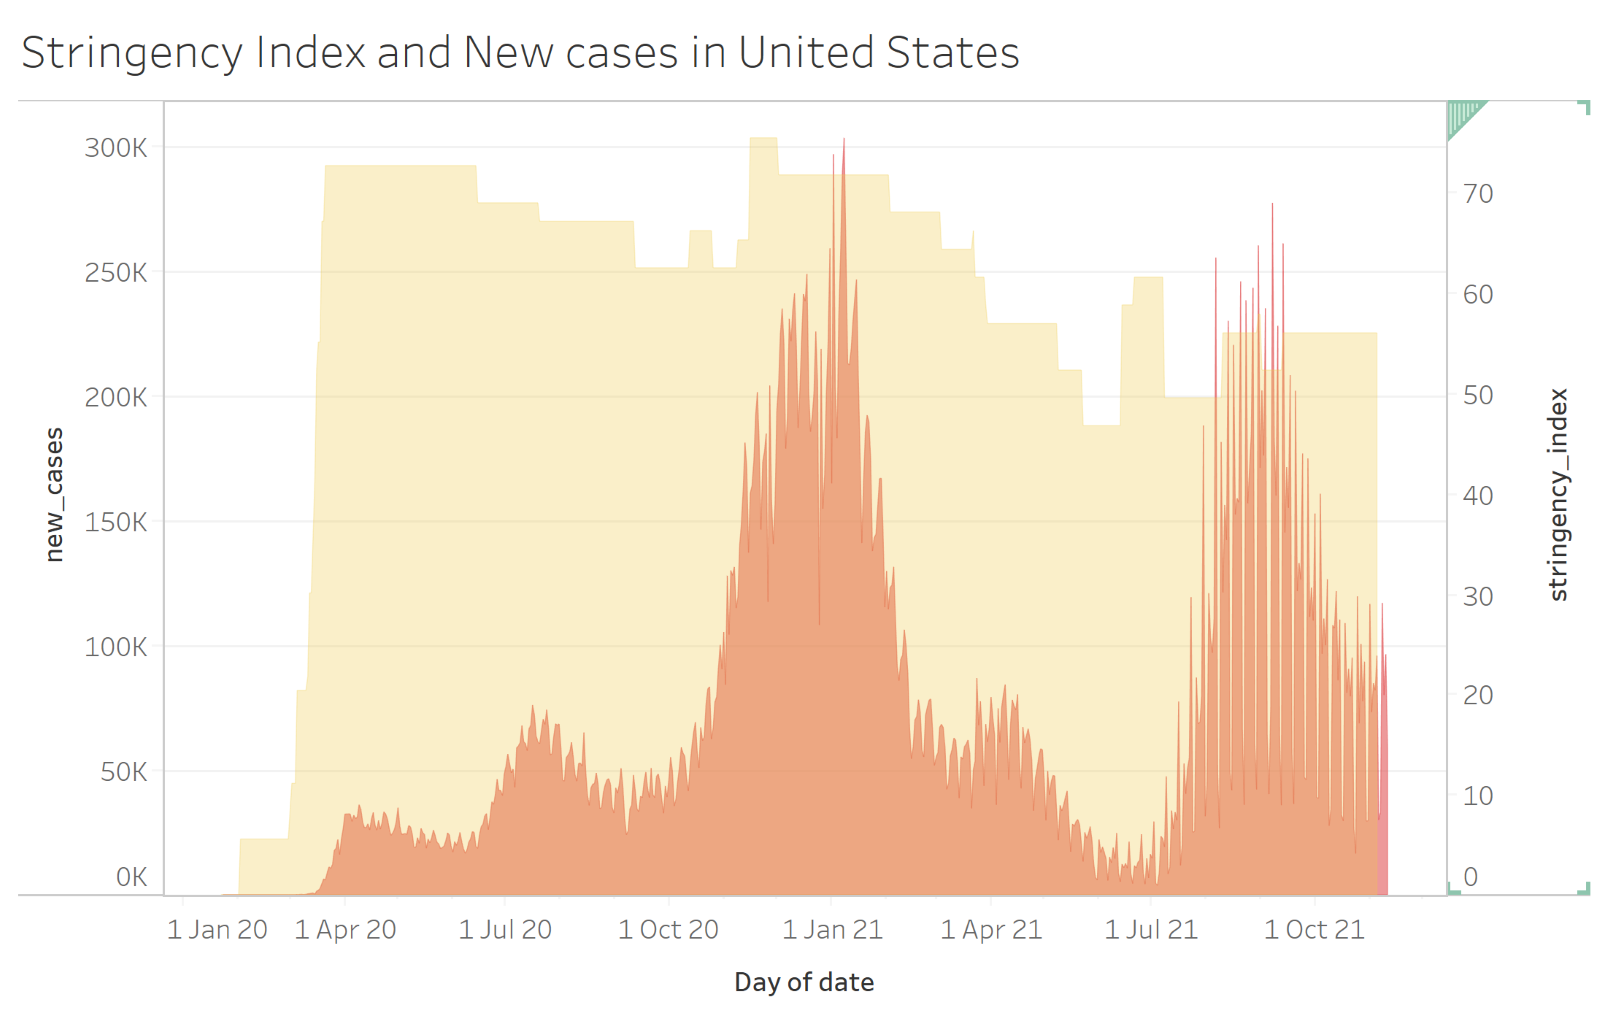 Stringency Index and New cases in United States
300K
250K
200K
150K
100K
50K
0K
new_cases
70
60
50
40
30
20
10
0
stringency_index
1 Jan 20 1 Apr 20 1 Jul 20 1 Oct 20 1 Jan 21 1 Apr 21 1 Jul 21 1 Oct 21
Day of date